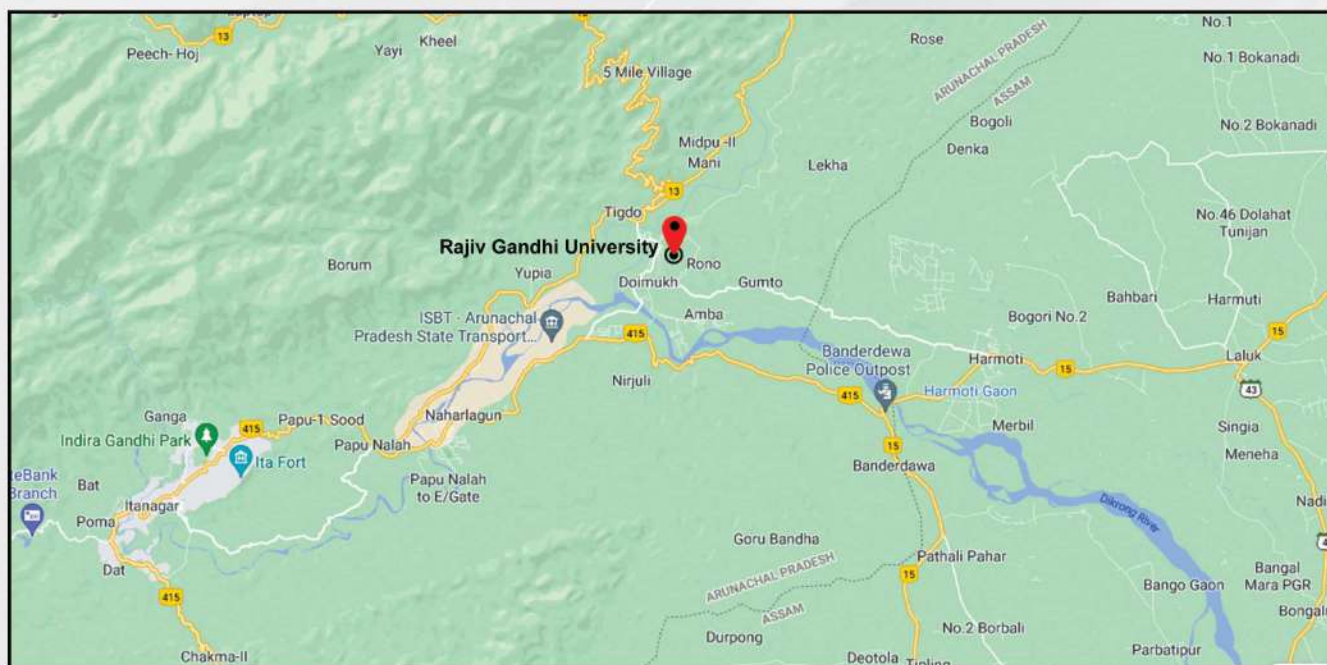 No.1
ARUNACHAL PRADESH
ASSAM
13
13
Kheel
Rose
Yayi
Peech- Hoj
No.1 Bokanadi
5 Mile Village
Bogoli
No.2 Bokanadi
Midpu -II
Denka
Mani
Lekha
13
Tigdo
No.46 Dolahat
Tunijan
Rajiv Gandhi University
Rono
Borum
Yupia
Doimukh
Gumto
Bahbari
Harmuti
ISBT - Arunachal
Pradesh State Transport...
Amba
Bogori No.2
415
15
Banderdewa
Police Outpost
Harmoti
Laluk
15
Nirjuli
415
Harmoti Gaon
43
Ganga
Papu-1 Sood
Naharlagun
415
Merbil
Singia
Indira Gandhi Park
Papu Nalah
15
Meneha
Ita Fort
Banderdawa
Bat
Papu Nalah
to E/Gate
Branch
Itanagar
Dikrong River
Poma
Goru Bandha
Pathali Pahar
Dat
ARUNACHAL PRADESH
ASSAM
15
Bango Gaon
Bangal
Mara PGR
415
No.2 Borbali
Durpong
Parbatipur
Chakma-II
Deotola